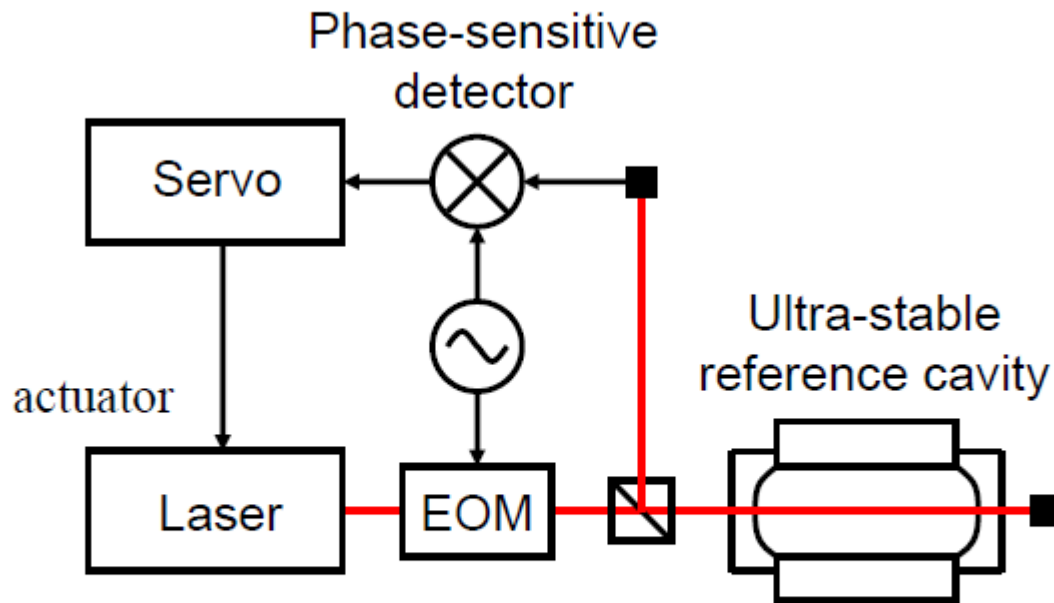 Phase-sensitive
detector
Servo
Ultra-stable
reference cavity
actuator
Laser
EOM